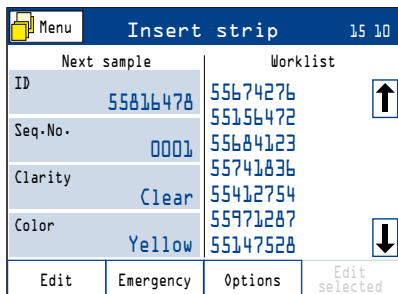 Menu Insert strip 15 10
Next sample
ID
55816478
Seq.No.
0001
Clarity
Clear
Color
Yellow
Worklist
55674276
55156472
55684123
55741836
55412754
55971287
55147528
Edit Emergency Options Edit selected